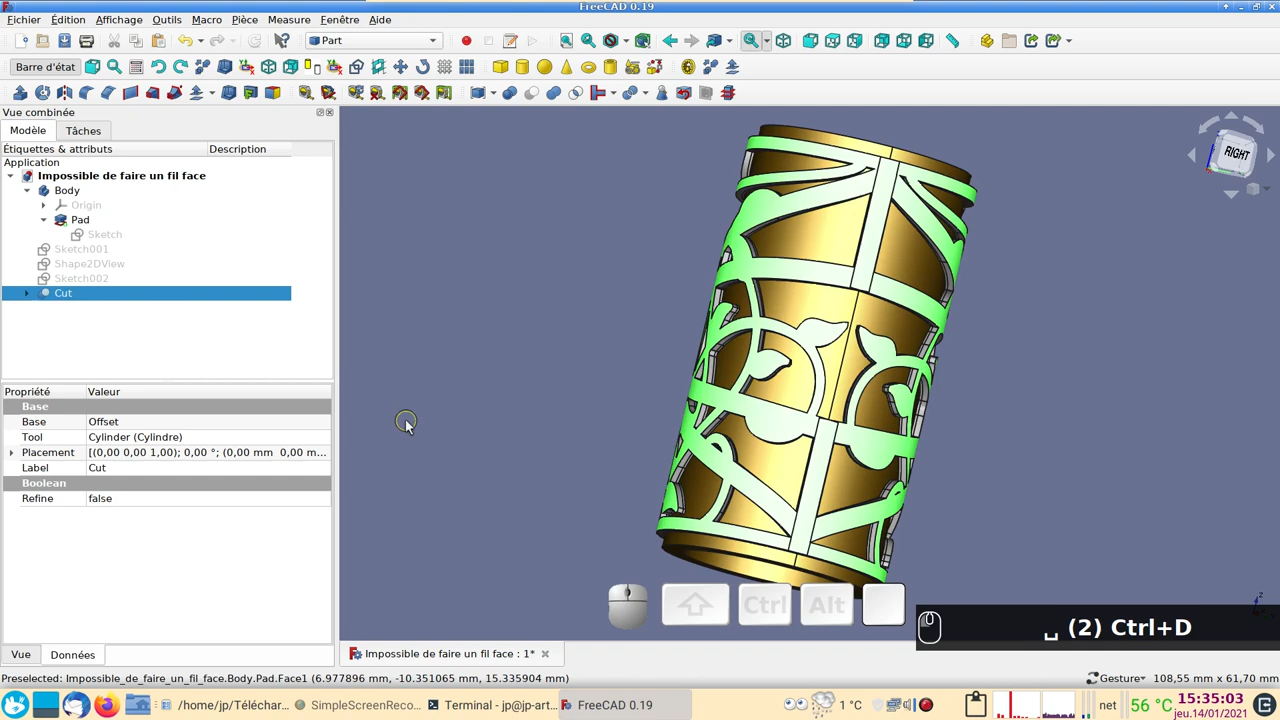 FreeCAD 0.19
Fichier Édition Affichage Outils Macro Pièce Measure Fenêtre Aide
Part
Barre d'état
Vue combinée
Modèle Tâches
Étiquettes & attributs Description
Application
Impossible de faire un fil face
Body
Origin
Pad
Sketch
Sketch001
Shape2DView
Sketch002
Cut
RIGHT
Propriété Valeur
Base
Base Offset
Tool Cylinder (Cylindre)
Placement [(0,00 0,00 1,00); 0,00 °; (0,00 mm 0,00 m...
Label Cut
Boolean
Refine false
Ctrl Alt
␣ (2) Ctrl+D
Vue Données
Impossible de faire un fil face : 1*
Preselected: Impossible_de_faire_un_fil_face.Body.Pad.Face1 (6.977896 mm, -10.351065 mm, 15.335904 mm)
Gesture 108,55 mm x 61,70 mm
/home/jp/Téléchar... SimpleScreenReco... Terminal - jp@jp-art... FreeCAD 0.19
1 °C
net 56 °C
15:35:03
jeu.14/01/2021